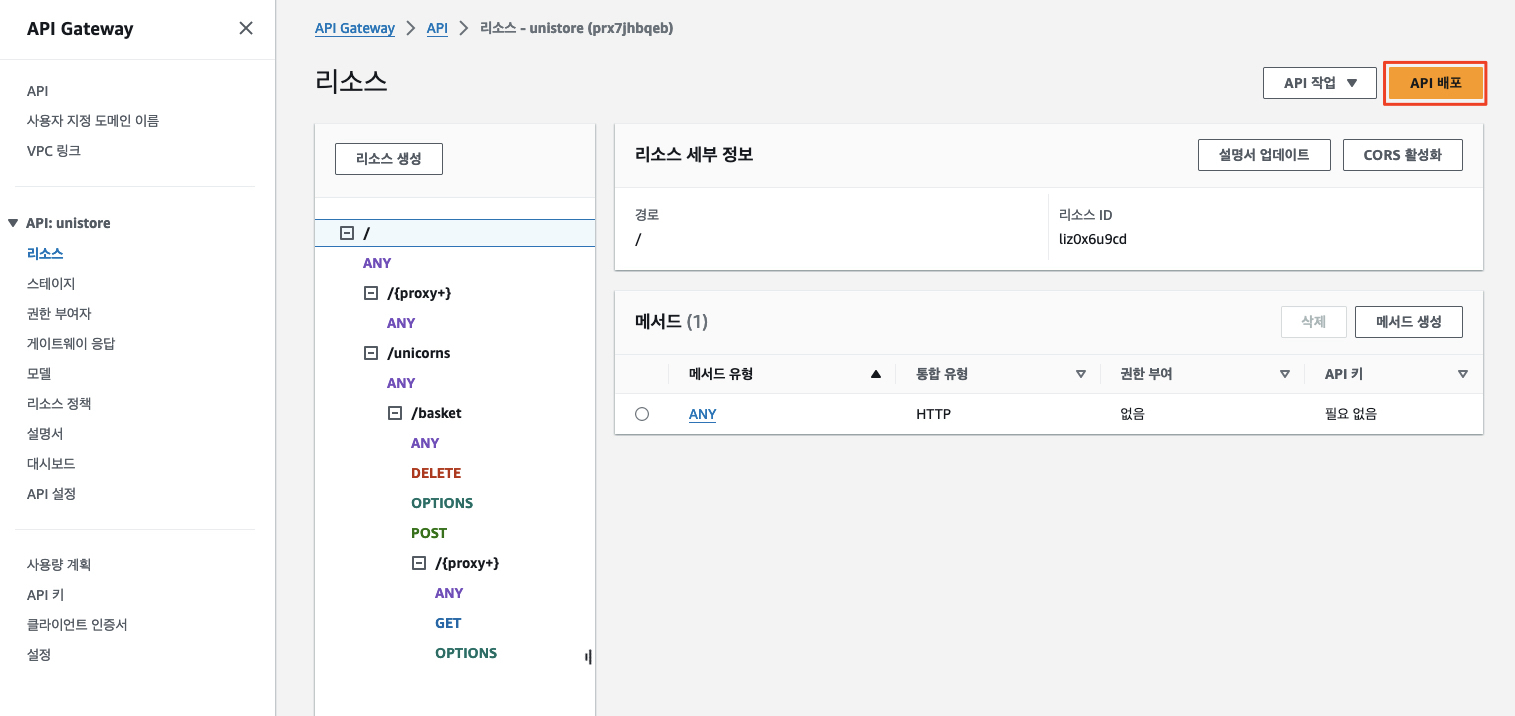 API Gateway
API
사용자 지정 도메인 이름
VPC 링크
API: unistore
리소스
스테이지
권한 부여자
게이트웨이 응답
모델
리소스 정책
설명서
대시보드
API 설정
사용량 계획
API 키
클라이언트 인증서
설정
API Gateway > API > 리소스 - unistore (prx7jhbqeb)
리소스
API 작업
API 배포
리소스 생성
/
ANY
/{proxy+}
ANY
/unicorns
ANY
/basket
ANY
DELETE
OPTIONS
POST
/{proxy+}
ANY
GET
OPTIONS
리소스 세부 정보
설명서 업데이트
CORS 활성화
경로
/
리소스 ID
liz0x6u9cd
메서드 (1)
삭제
메서드 생성
메서드 유형 통합 유형 권한 부여 API 키
ANY HTTP 없음 필요 없음